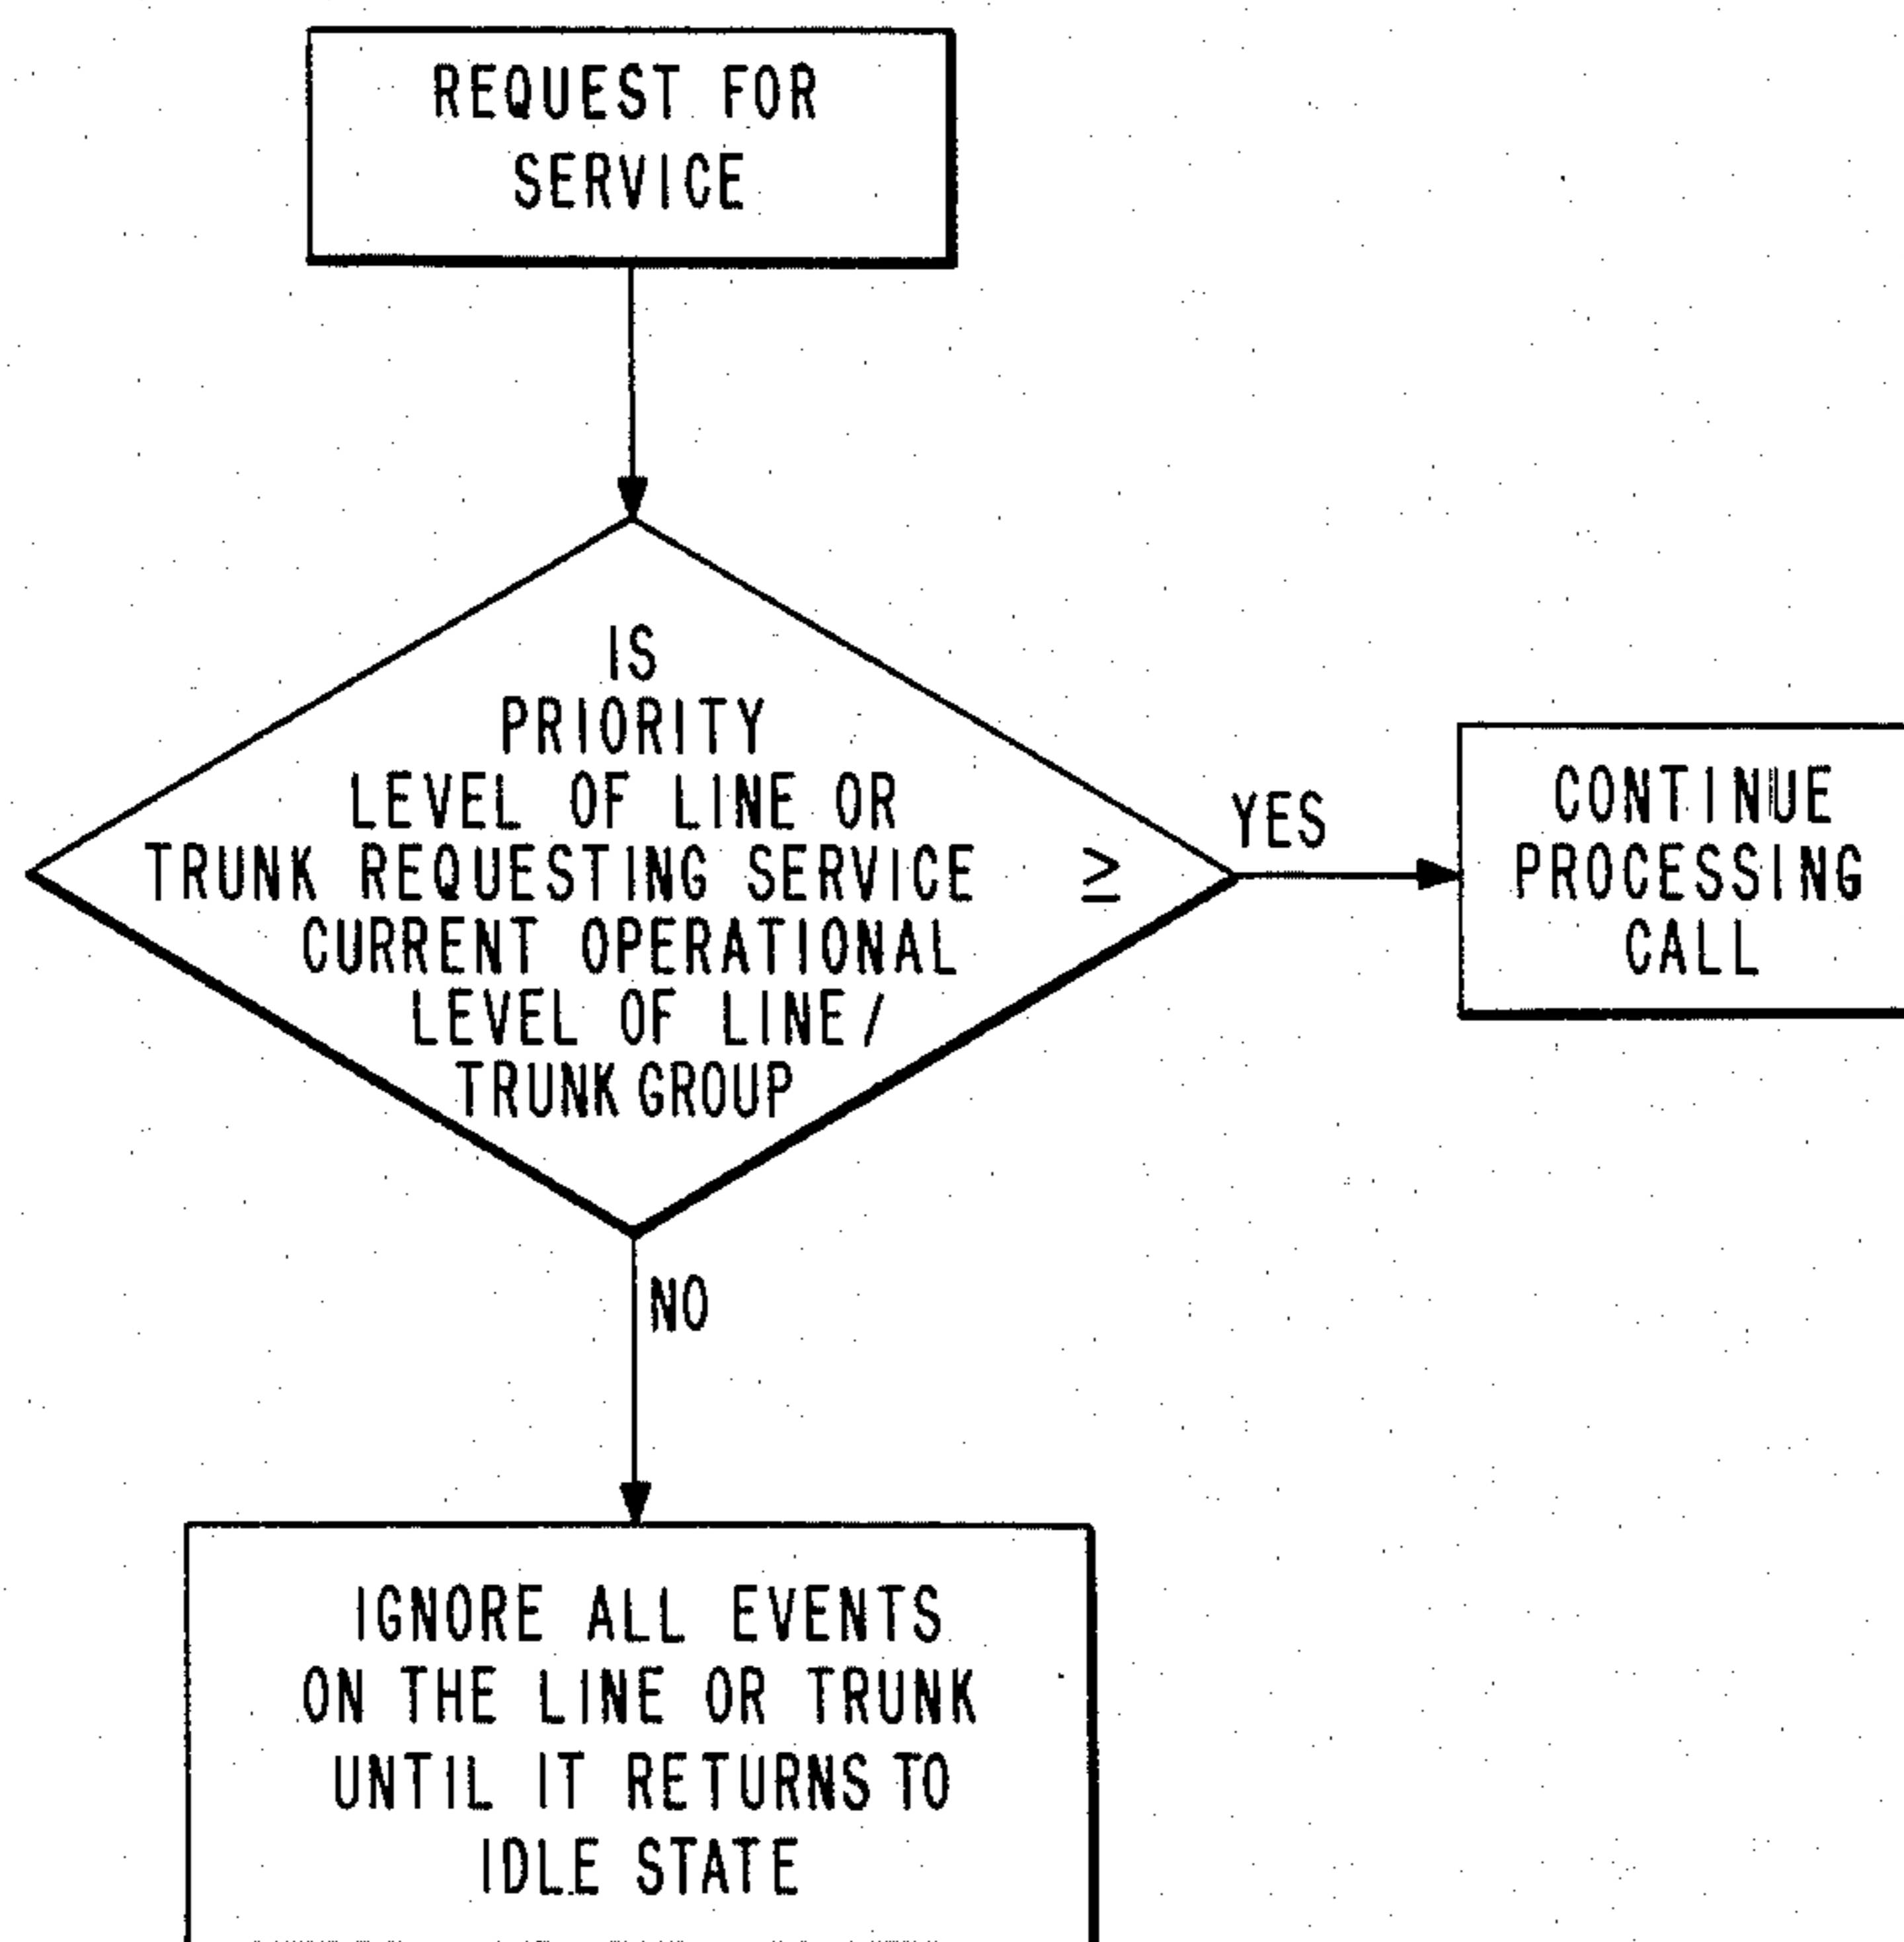 REQUEST FOR
SERVICE
IS
PRIORITY
LEVEL OF LINE OR
TRUNK REQUESTING SERVICE ≥
CURRENT OPERATIONAL
LEVEL OF LINE/
TRUNK GROUP
YES
CONTINUE
PROCESSING
CALL
NO
IGNORE ALL EVENTS
ON THE LINE OR TRUNK
UNTIL IT RETURNS TO
IDLE STATE